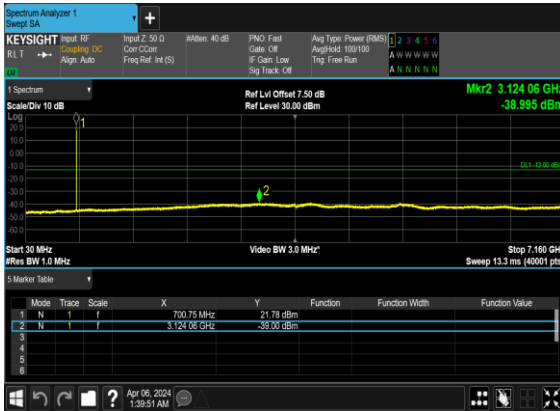 Spectrum Analyzer 1
Swept SA
+
KEYSIGHT Input: RF Input Z: 50 Ω #Atten: 40 dB PNO: Fast Avg Type: Power (RMS) 1 2 3 4 5 6
RLT Coupling: DC Corr CCorr Gate: Off Avg|Hold: 100/100 A W W W W W
Align: Auto Freq Ref: Int (S) IF Gain: Low Trig: Free Run
Sig Track: Off A N N N N N
1 Spectrum Ref Lvl Offset 7.50 dB Mkr2 3.124 06 GHz
Scale/Div 10 dB Ref Level 30.00 dBm -38.995 dBm
Log
20.0 1
10.0
0.00
-10.0 DL1 -13.00 dBm
-20.0
-30.0 2
-40.0
-50.0
-60.0
Start 30 MHz Video BW 3.0 MHz* Stop 7.160 GH
#Res BW 1.0 MHz Sweep 13.3 ms (40001 pts
5 Marker Table
Mode Trace Scale X Y Function Function Width Function Value
1 N 1 f 700.75 MHz 21.78 dBm
2 N 1 f 3.124 06 GHz -39.00 dBm
3
4
5
6
? Apr 06, 2024
1:39:51 AM